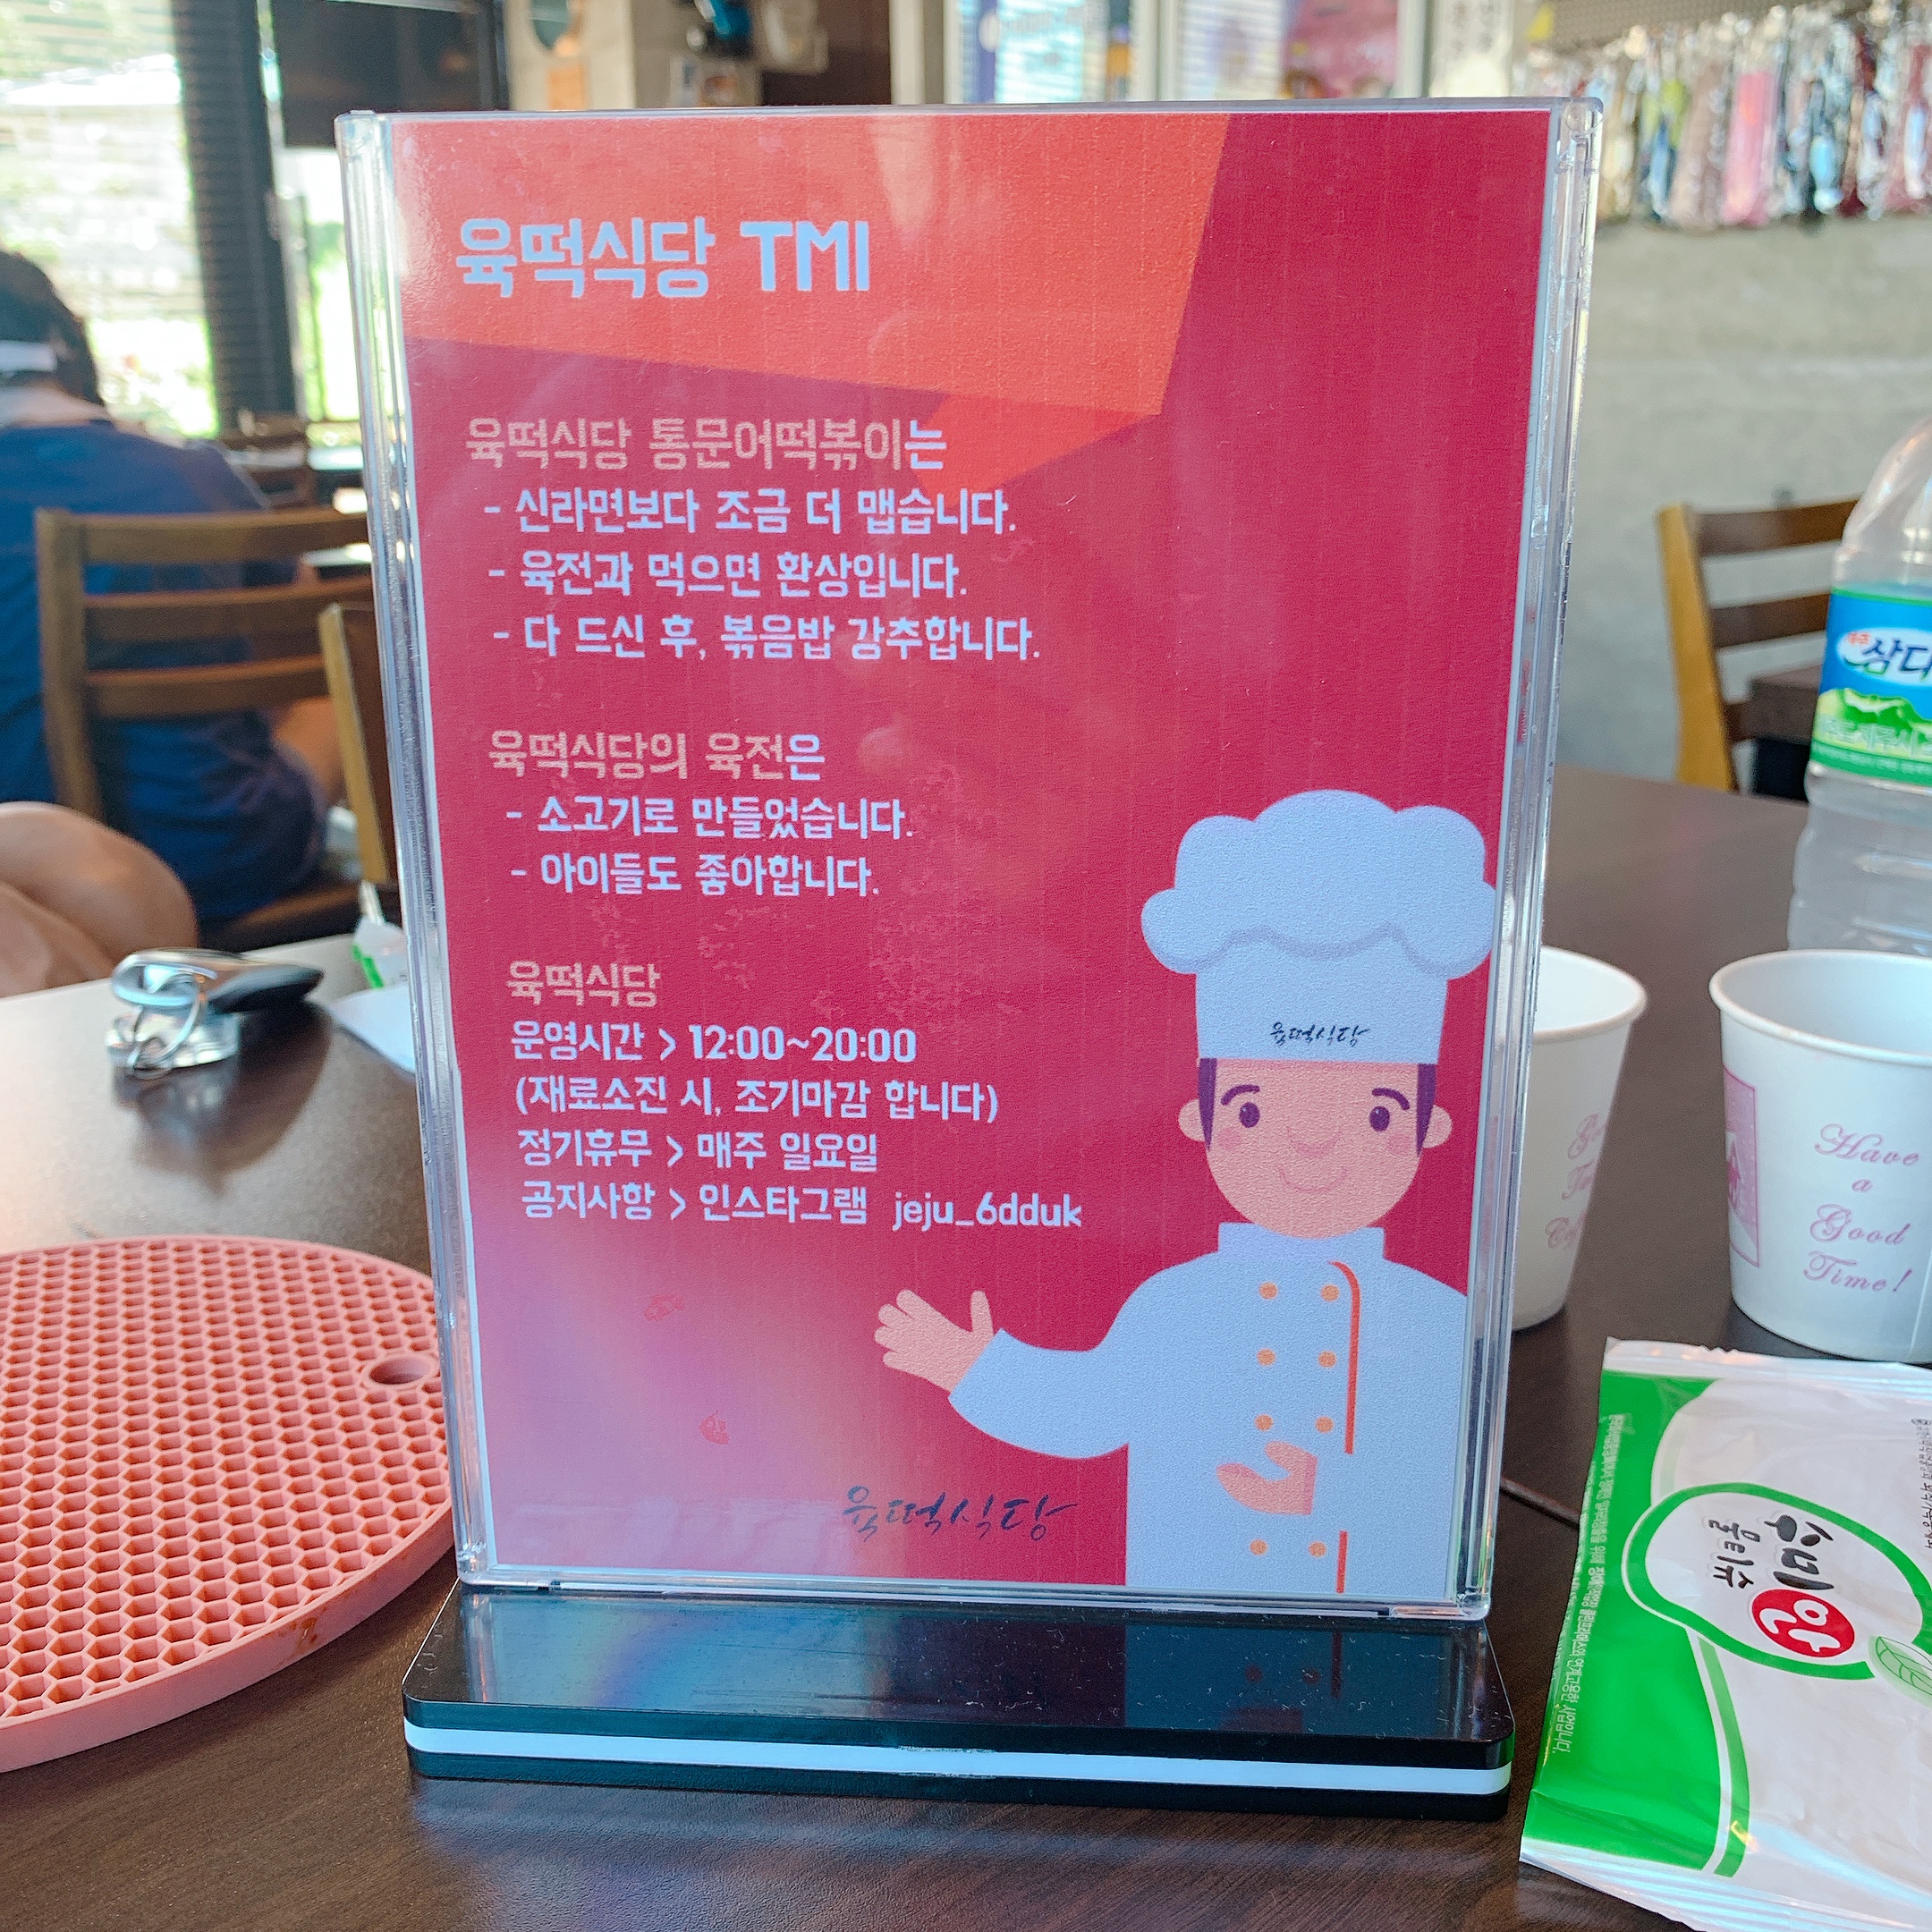 육떡식당 TMI
육떡식당 통문어떡볶이는
- 신라면보다 조금 더 맵습니다.
- 육전과 먹으면 환상입니다.
- 다 드신 후, 볶음밥 강추합니다.
육떡식당의 육전은
- 소고기로 만들었습니다.
- 아이들도 좋아합니다.
육떡식당
운영시간 > 12:00~20:00
(재료소진 시, 조기마감 합니다)
정기휴무 > 매주 일요일
공지사항 > 인스타그램 jeju_6dduk
육떡식당
육떡식당
삼다
Have
a
Good
Time!
수미안
물티슈